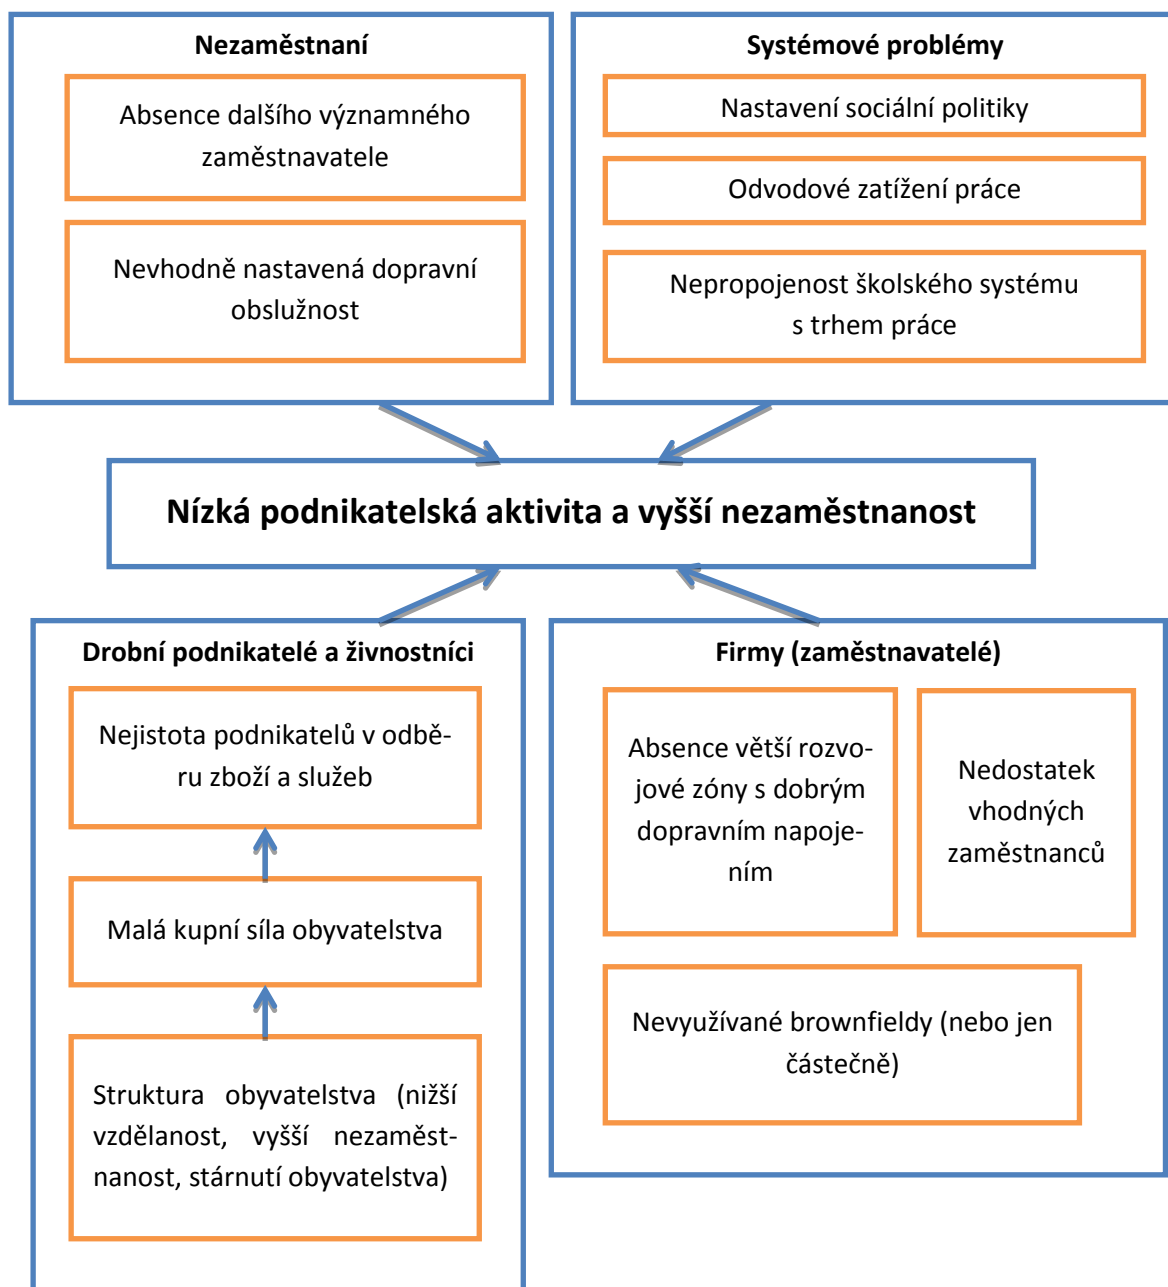 Nezaměstnaní
Absence dalšího významného
zaměstnavatele
Nevhodně nastavená dopravní
obslužnost
Systémové problémy
Nastavení sociální politiky
Odvodové zatížení práce
Nepropojenost školského systému
s trhem práce
Nízká podnikatelská aktivita a vyšší nezaměstnanost
Drobní podnikatelé a živnostníci
Nejistota podnikatelů v odbě-
ru zboží a služeb
Malá kupní síla obyvatelstva
Struktura obyvatelstva (nižší
vzdělanost, vyšší nezaměst-
nanost, stárnutí obyvatelstva)
Firmy (zaměstnavatelé)
Absence větší rozvo-
jové zóny s dobrým
dopravním napoje-
ním
Nedostatek
vhodných
zaměstnanců
Nevyužívané brownfieldy (nebo jen
částečně)